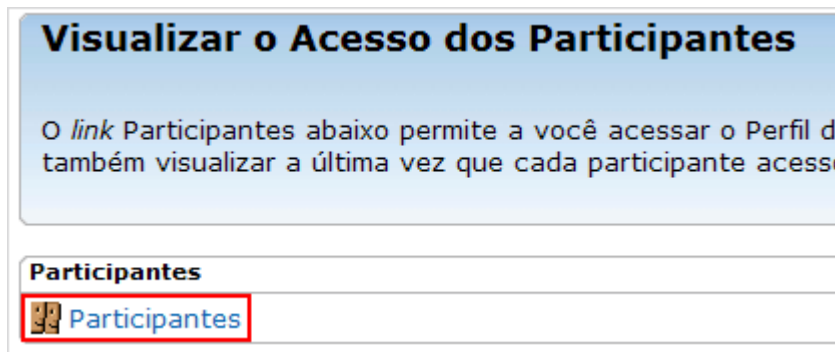 Visualizar o Acesso dos Participantes
O link Participantes abaixo permite a você acessar o Perfil
também visualizar a última vez que cada participante
Participantes
Participantes